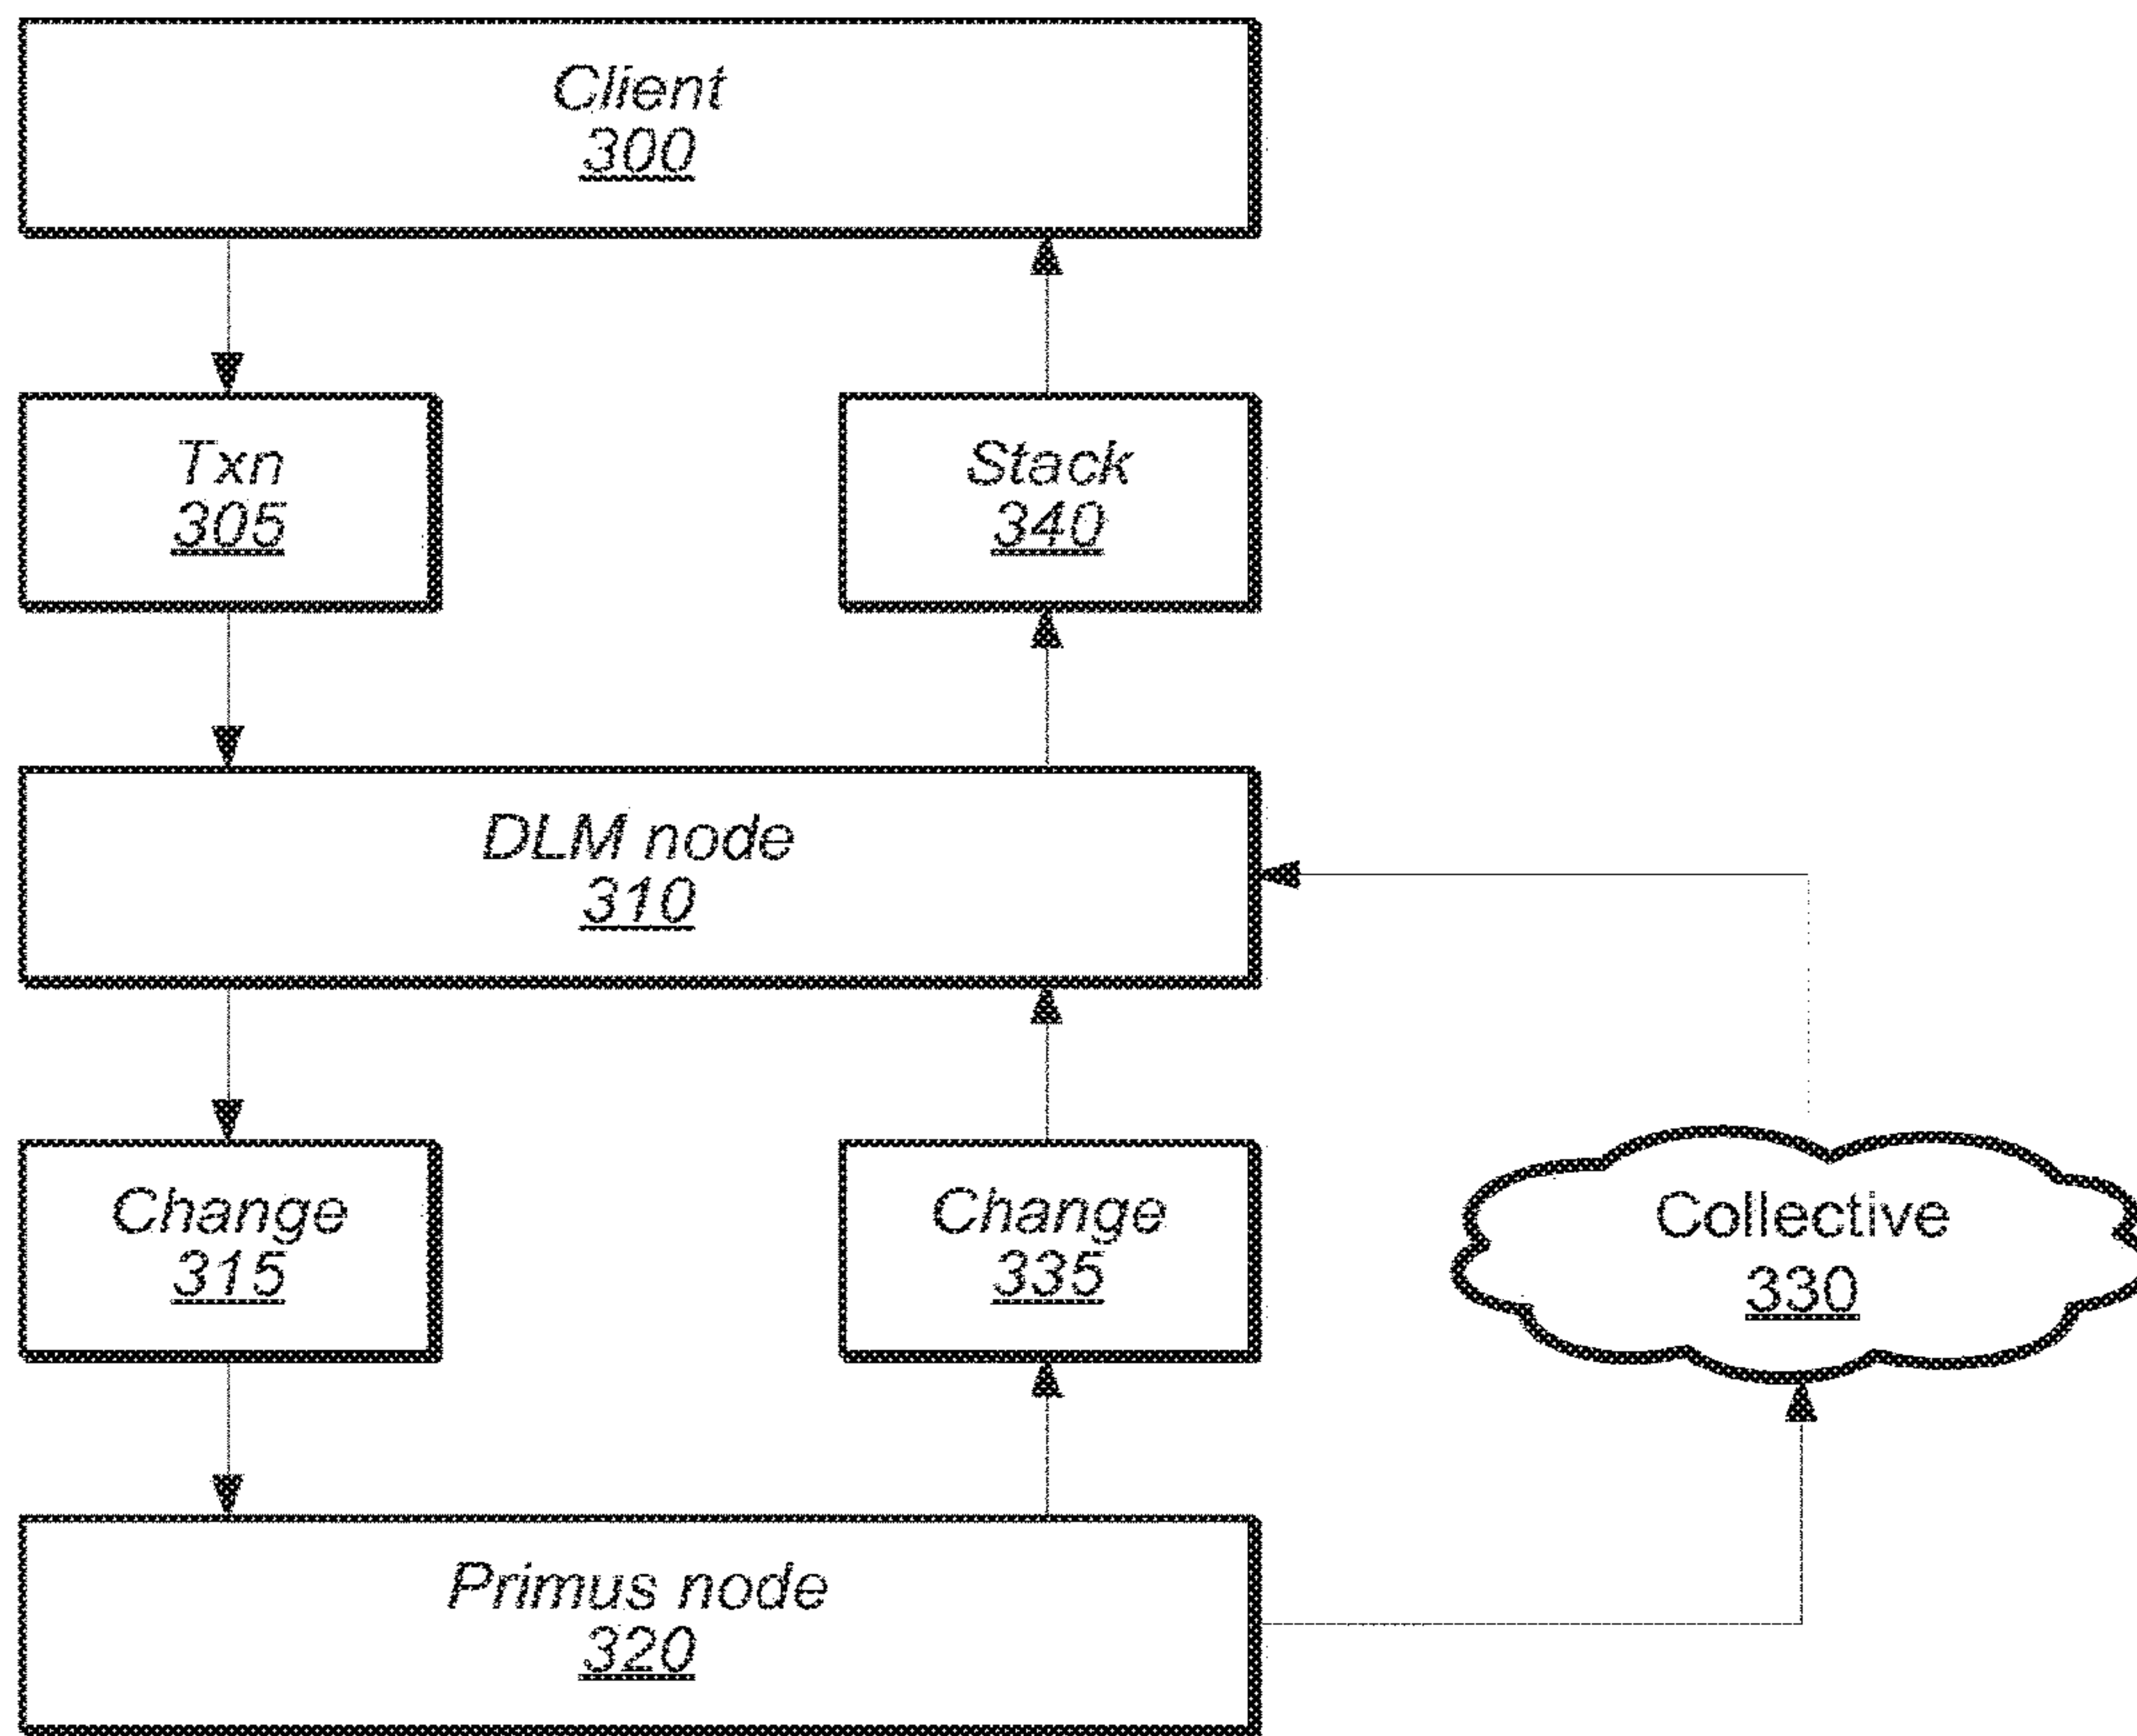 Client
300
Txn
305
Stack
340
DLM node
310
Change
315
Change
335
Collective
330
Primus node
320